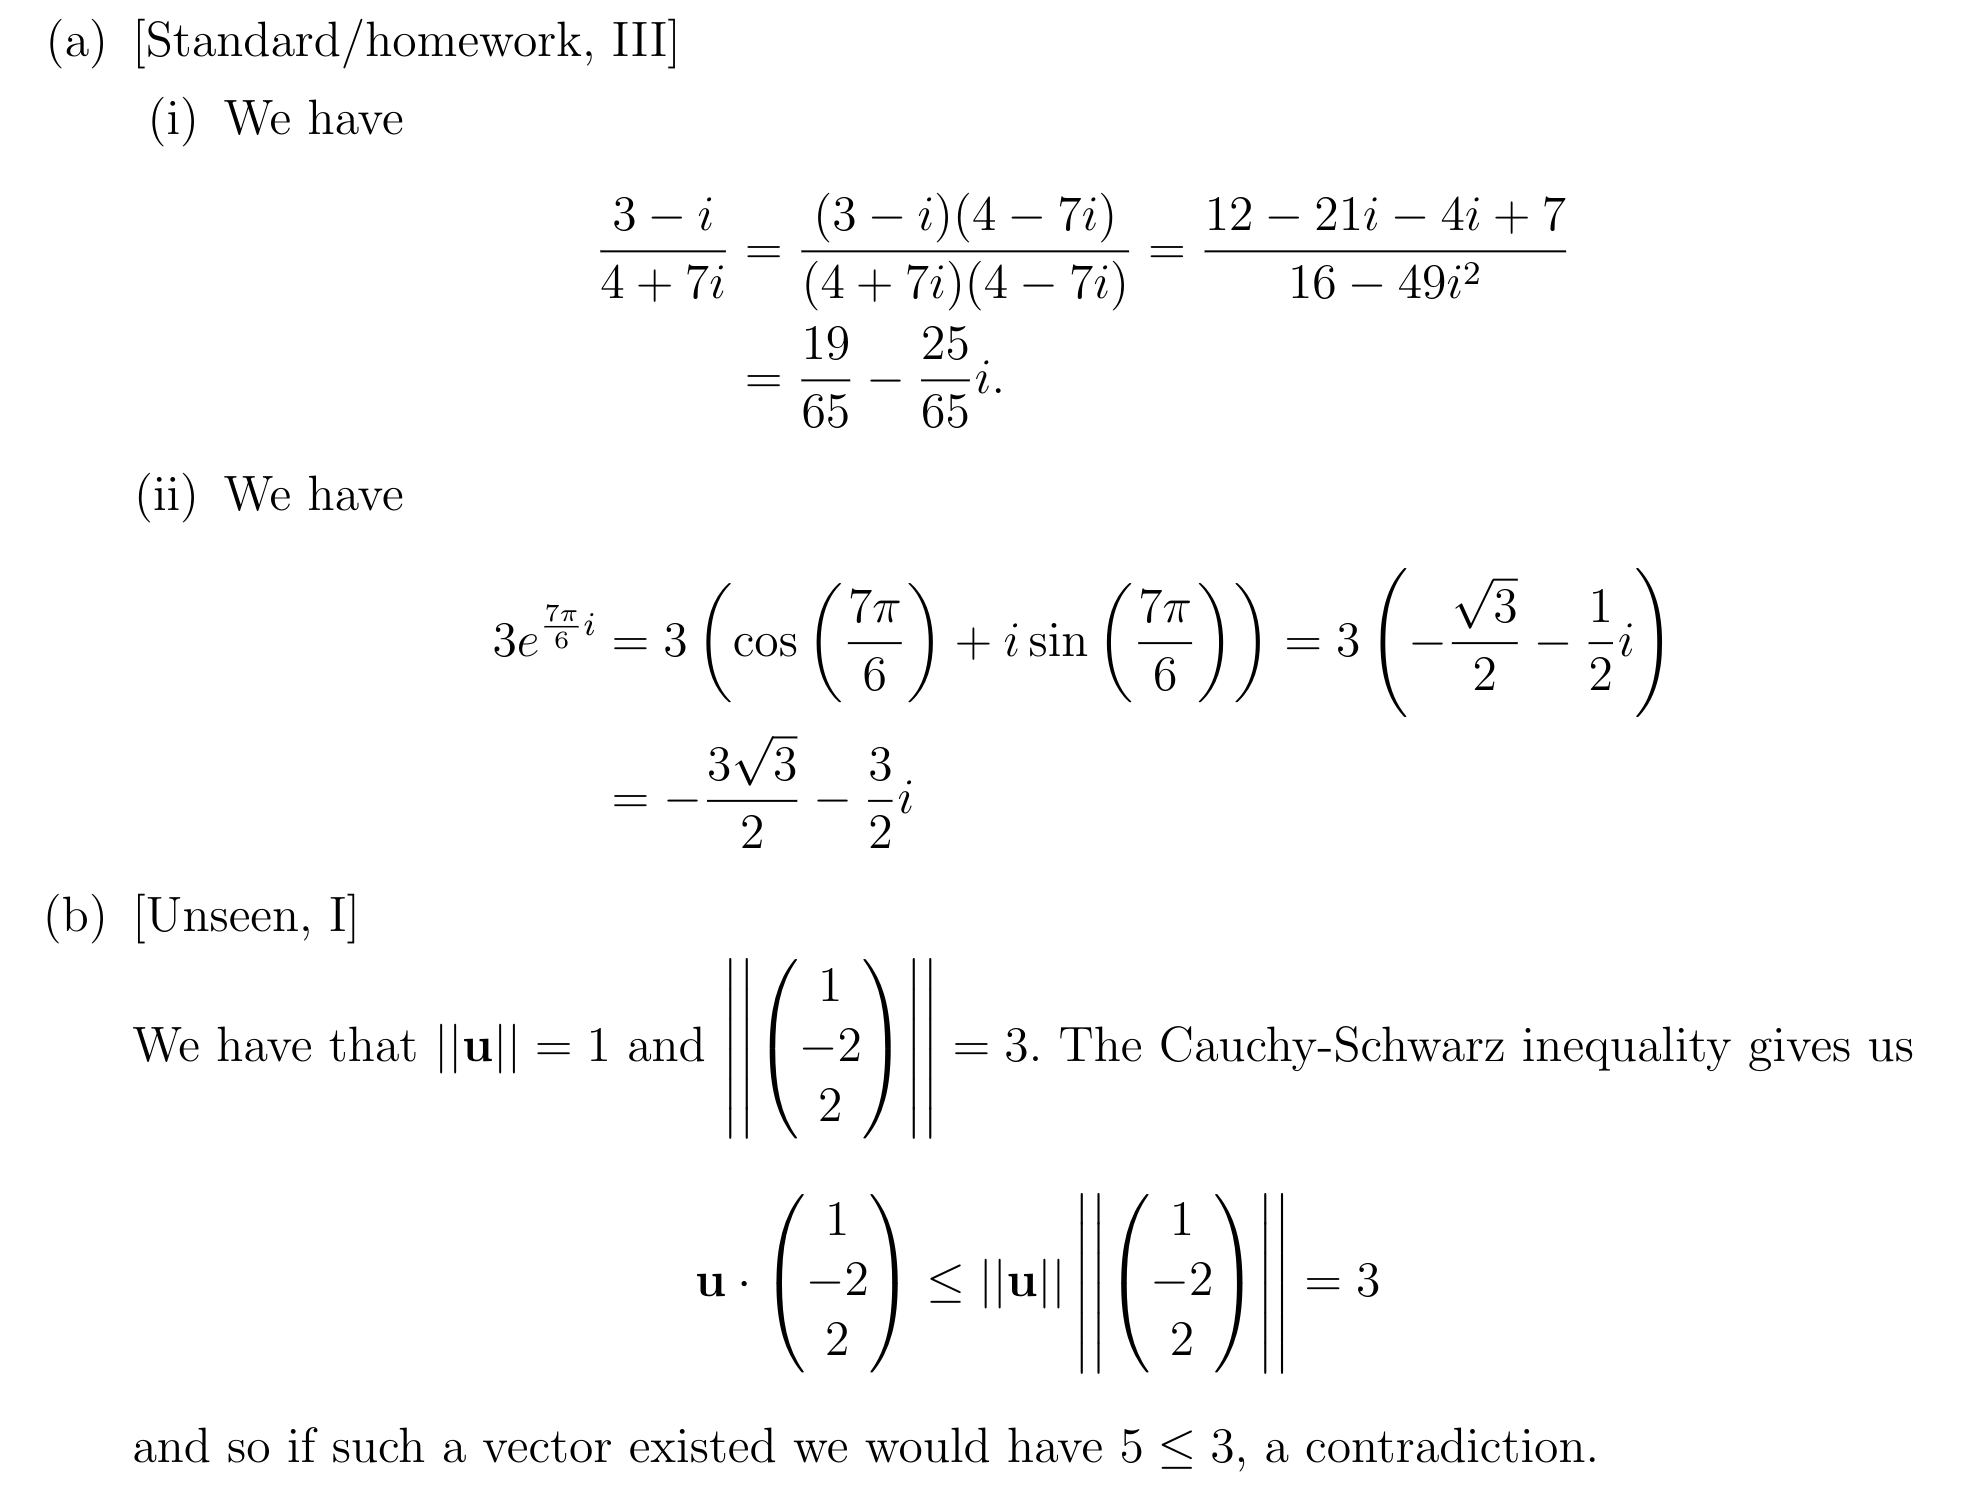 (a) [Standard/homework, III]
(i) We have
$$\frac{3-i}{4+7i} = \frac{(3-i)(4-7i)}{(4+7i)(4-7i)} = \frac{12-21i-4i+7}{16-49i^2}$$
$$= \frac{19}{65} - \frac{25}{65}i.$$
(ii) We have
$$3e^{\frac{7\pi}{6}i} = 3\left(\cos\left(\frac{7\pi}{6}\right) + i\sin\left(\frac{7\pi}{6}\right)\right) = 3\left(-\frac{\sqrt{3}}{2} - \frac{1}{2}i\right)$$
$$= -\frac{3\sqrt{3}}{2} - \frac{3}{2}i$$
(b) [Unseen, I]
We have that $||\mathbf{u}|| = 1$ and $\left|\left|\begin{pmatrix} 1 \\ -2 \\ 2 \end{pmatrix}\right|\right| = 3$. The Cauchy-Schwarz inequality gives us
$$\mathbf{u} \cdot \begin{pmatrix} 1 \\ -2 \\ 2 \end{pmatrix} \leq ||\mathbf{u}|| \left|\left|\begin{pmatrix} 1 \\ -2 \\ 2 \end{pmatrix}\right|\right| = 3$$
and so if such a vector existed we would have $5 \leq 3$, a contradiction.